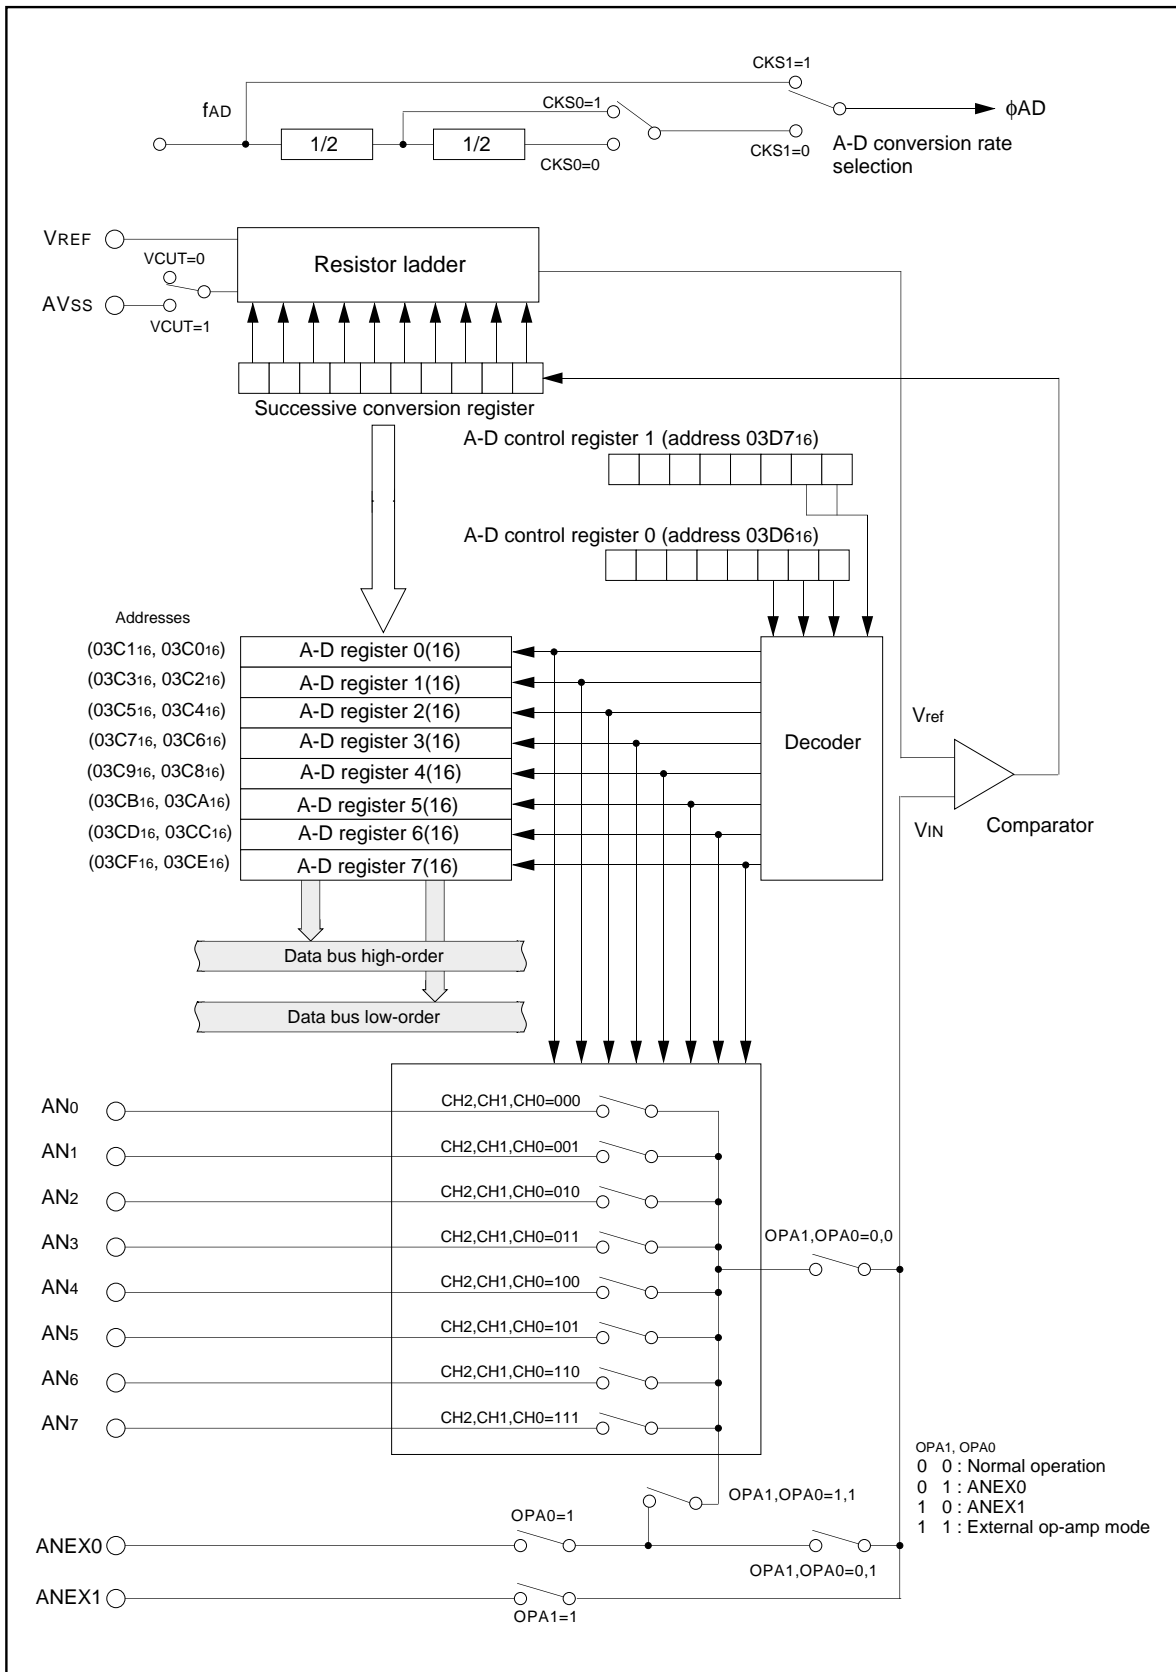 CKS1=1
fAD
CKS0=1
ϕAD
1/2
1/2
CKS0=0
CKS1=0
A-D conversion rate
selection
VREF
VCUT=0
Resistor ladder
AVss
VCUT=1
Successive conversion register
A-D control register 1 (address 03D716)
A-D control register 0 (address 03D616)
Addresses
(03C116, 03C016)
A-D register 0(16)
(03C316, 03C216)
A-D register 1(16)
(03C516, 03C416)
A-D register 2(16)
(03C716, 03C616)
A-D register 3(16)
(03C916, 03C816)
A-D register 4(16)
(03CB16, 03CA16)
A-D register 5(16)
(03CD16, 03CC16)
A-D register 6(16)
(03CF16, 03CE16)
A-D register 7(16)
Decoder
Vref
VIN
Comparator
Data bus high-order
Data bus low-order
AN0
CH2,CH1,CH0=000
AN1
CH2,CH1,CH0=001
AN2
CH2,CH1,CH0=010
AN3
CH2,CH1,CH0=011
OPA1,OPA0=0,0
AN4
CH2,CH1,CH0=100
AN5
CH2,CH1,CH0=101
AN6
CH2,CH1,CH0=110
AN7
CH2,CH1,CH0=111
OPA1, OPA0
0 0 : Normal operation
0 1 : ANEX0
1 0 : ANEX1
1 1 : External op-amp mode
OPA1,OPA0=1,1
OPA0=1
ANEX0
OPA1,OPA0=0,1
ANEX1
OPA1=1